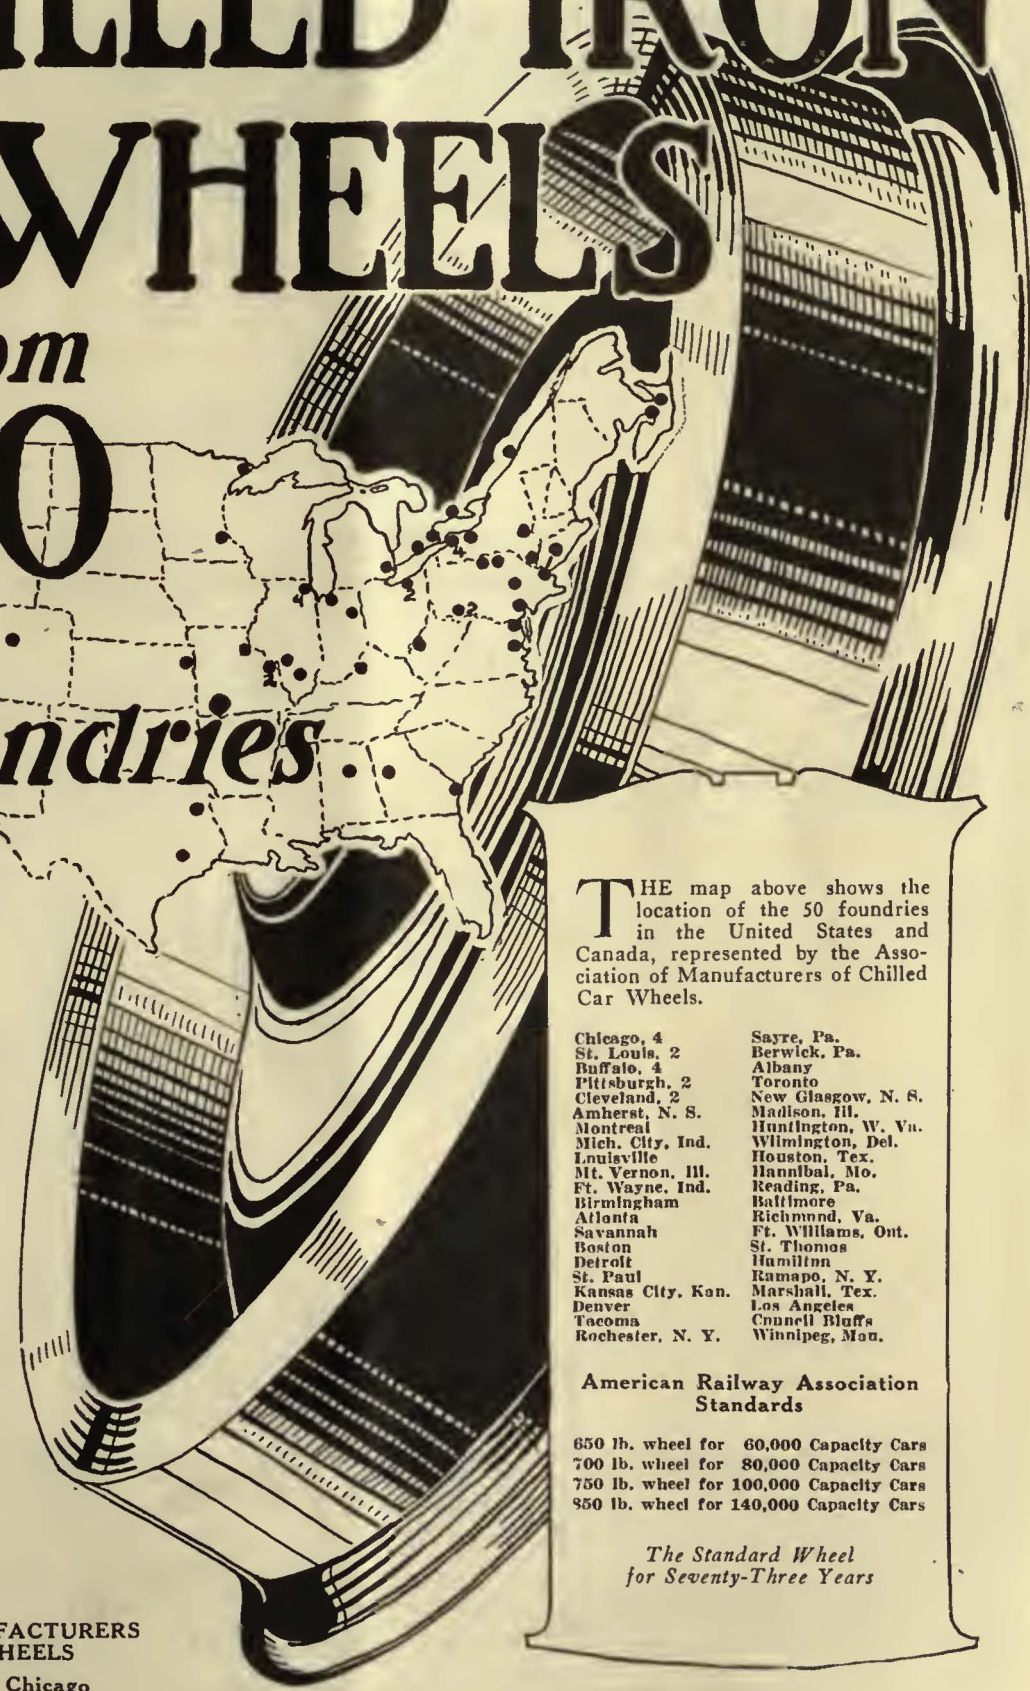 ILLED IRON
WHEELS
om
O
ndries
THE map above shows the
location of the 50 foundries
in the United States and
Canada, represented by the Asso-
ciation of Manufacturers of Chilled
Car Wheels.
Chicago, 4
St. Louis, 2
Buffalo, 4
Pittsburgh, 2
Cleveland, 2
Amherst, N. S.
Montreal
Mich. City, Ind.
Louisville
Mt. Vernon, Ill.
Ft. Wayne, Ind.
Birmingham
Atlanta
Savannah
Boston
Detroit
St. Paul
Kansas City, Kan.
Denver
Tacoma
Rochester, N. Y.
Sayre, Pa.
Berwick, Pa.
Albany
Toronto
New Glasgow, N. S.
Madison, Ill.
Huntington, W. Va.
Wilmington, Del.
Houston, Tex.
Hannibal, Mo.
Reading, Pa.
Baltimore
Richmond, Va.
Ft. Williams, Ont.
St. Thomas
Hamilton
Ramapo, N. Y.
Marshall, Tex.
Los Angeles
Council Bluffs
Winnipeg, Man.
American Railway Association
Standards
650 lb. wheel for 60,000 Capacity Cars
700 lb. wheel for 80,000 Capacity Cars
750 lb. wheel for 100,000 Capacity Cars
850 lb. wheel for 140,000 Capacity Cars
The Standard Wheel
for Seventy-Three Years
FACTURERS
HEELS
Chicago